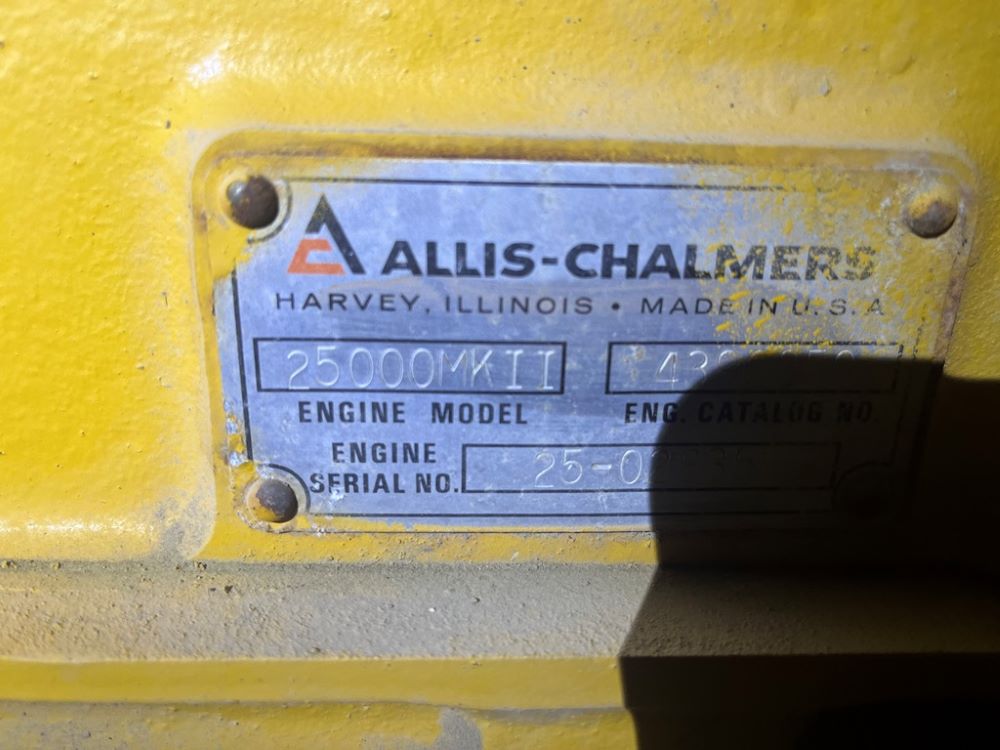 ALLIS-CHALMERS
HARVEY, ILLINOIS • MADE IN U.S.A
25000MKII
ENGINE MODEL ENG. CATALOG NO.
ENGINE
SERIAL NO.